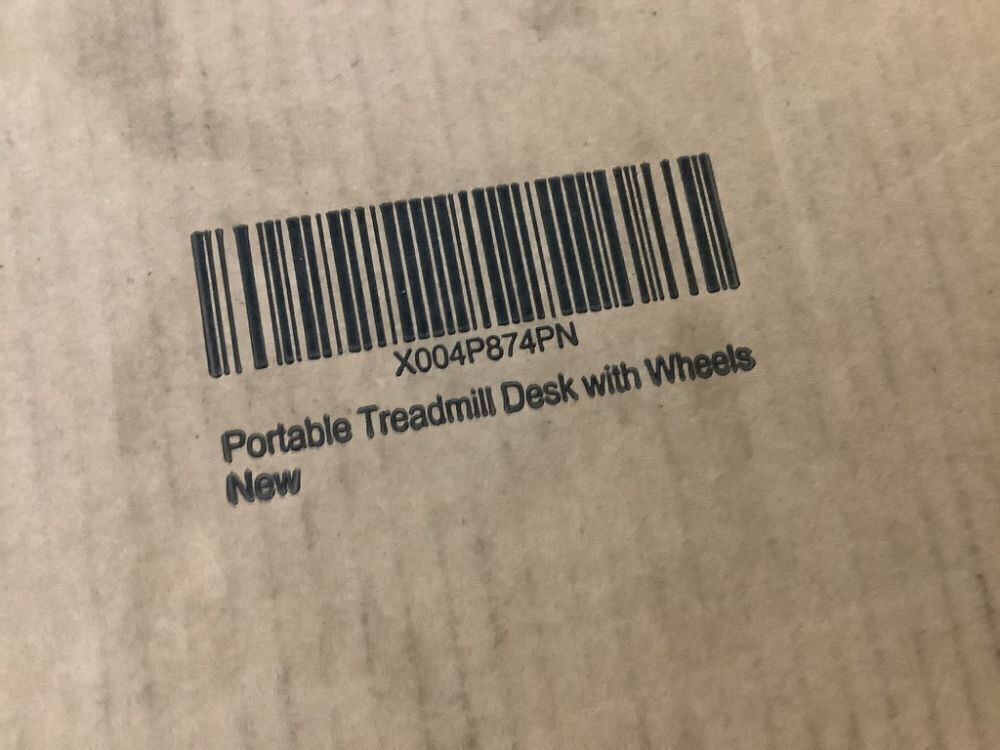 X004P874PN
Portable Treadmill Desk with Wheels
New